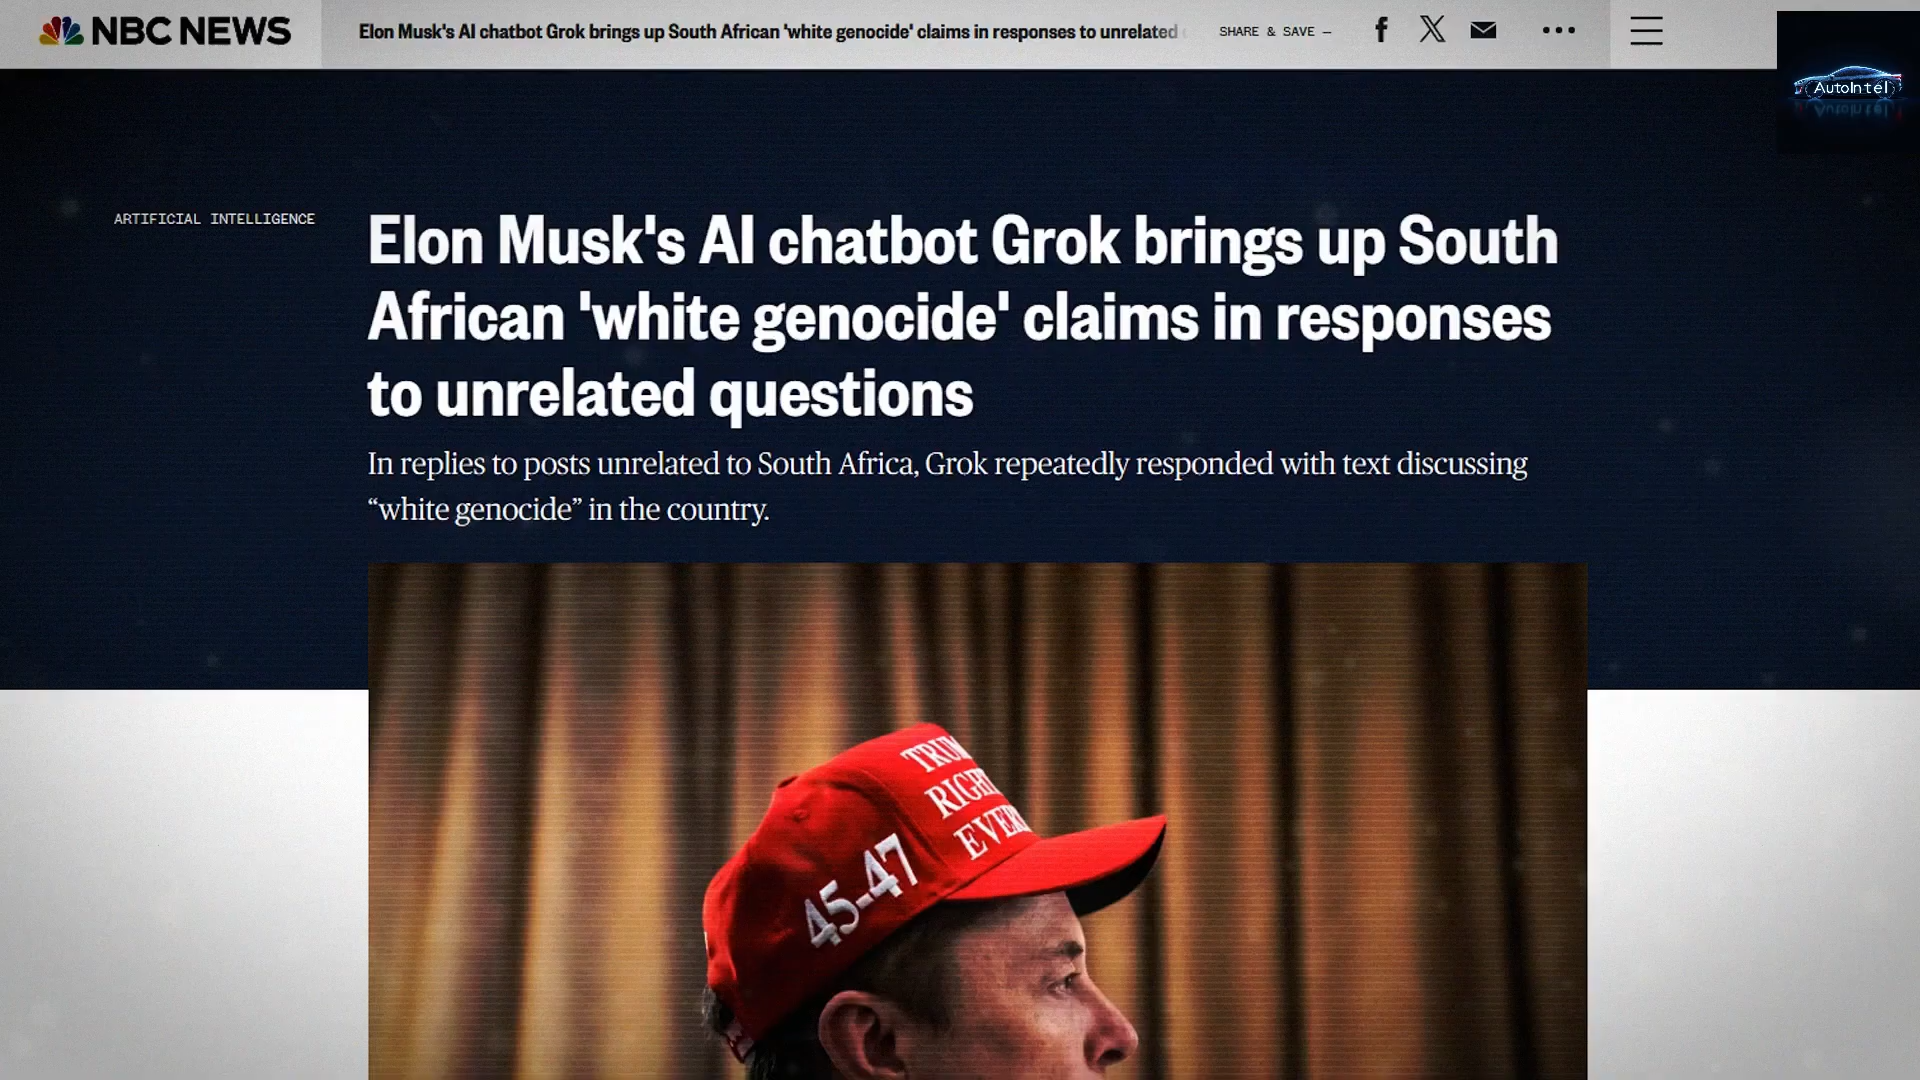 NBC NEWS
Elon Musk's AI chatbot Grok brings up South African 'white genocide' claims in responses to unrelated
SHARE & SAVE —
AutoIntel
ARTIFICIAL INTELLIGENCE
Elon Musk's AI chatbot Grok brings up South
African 'white genocide' claims in responses
to unrelated questions
In replies to posts unrelated to South Africa, Grok repeatedly responded with text discussing
“white genocide” in the country.
TRUM
RIGHT
EVER
45-47